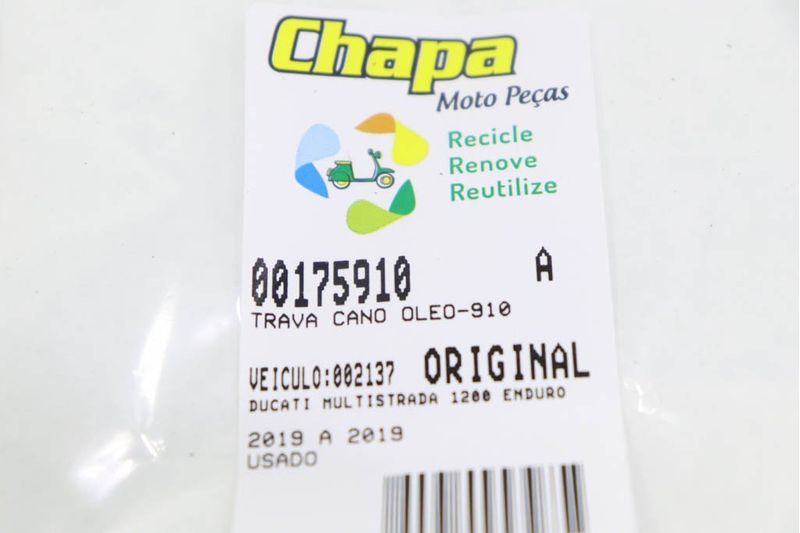 Chapa
Moto Peças
Recicle
Renove
Reutilize
00175910 A
TRAVA CANO OLEO-910
VEICULO:002137 ORIGINAL
DUCATI MULTISTRADA 1200 ENDURO
2019 A 2019
USADO